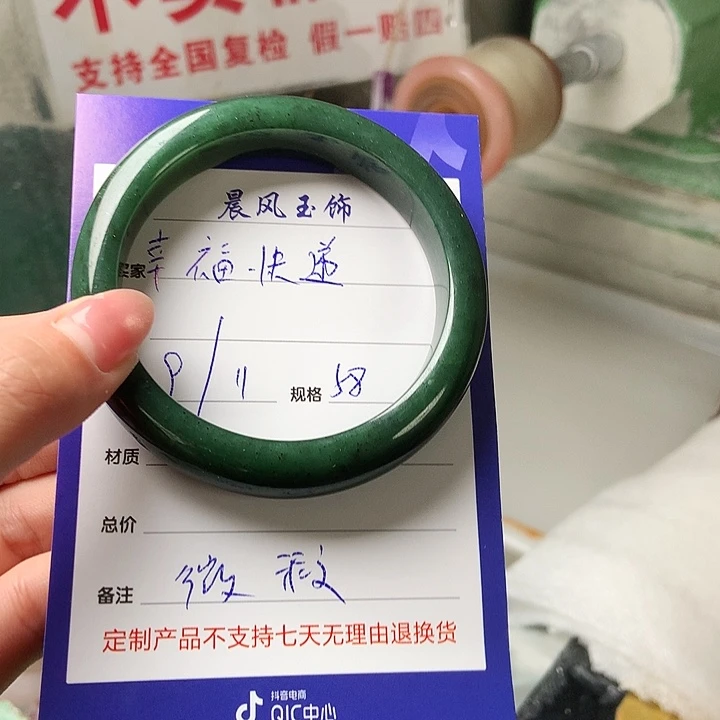 支持全国复检 假一赔四
晨风玉饰
买家 幸福快递
9/11 规格 58
材质
总价
备注 微纹
定制产品不支持七天无理由退换货
抖音电商
QIC中心